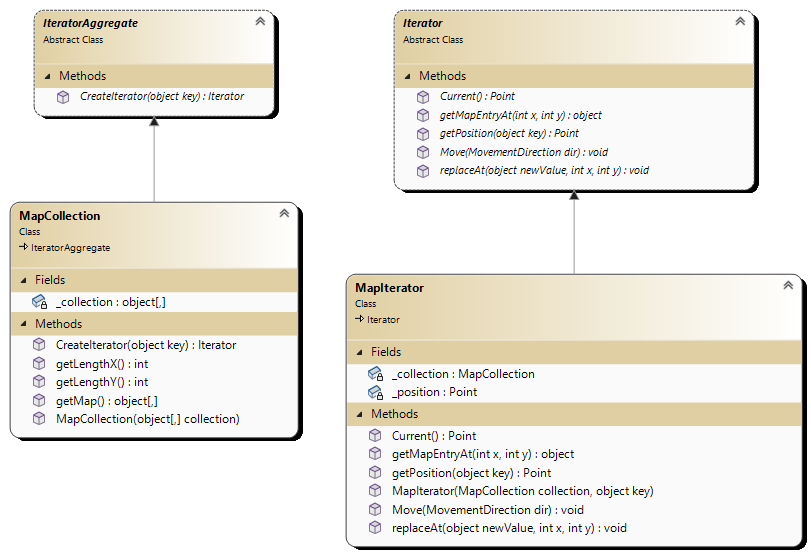 IteratorAggregate
Abstract Class
Methods
CreateIterator(object key) : Iterator
Iterator
Abstract Class
Methods
Current() : Point
getMapEntryAt(int x, int y) : object
getPosition(object key) : Point
Move(MovementDirection dir) : void
replaceAt(object newValue, int x, int y) : void
MapCollection
Class
IteratorAggregate
Fields
_collection : object[,]
Methods
CreateIterator(object key) : Iterator
getLengthX() : int
getLengthY() : int
getMap() : object[,]
MapCollection(object[,] collection)
MapIterator
Class
Iterator
Fields
_collection : MapCollection
_position : Point
Methods
Current() : Point
getMapEntryAt(int x, int y) : object
getPosition(object key) : Point
MapIterator(MapCollection collection, object key)
Move(MovementDirection dir) : void
replaceAt(object newValue, int x, int y) : void